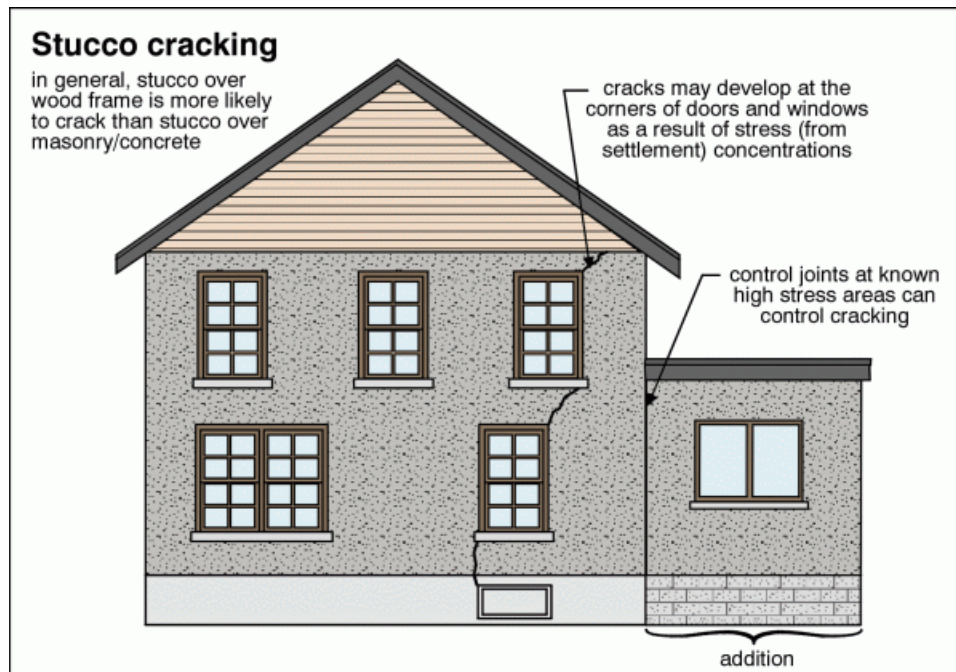 Stucco cracking
in general, stucco over
wood frame is more likely
to crack than stucco over
masonry/concrete
cracks may develop at the
corners of doors and windows
as a result of stress (from
settlement) concentrations
control joints at known
high stress areas can
control cracking
addition